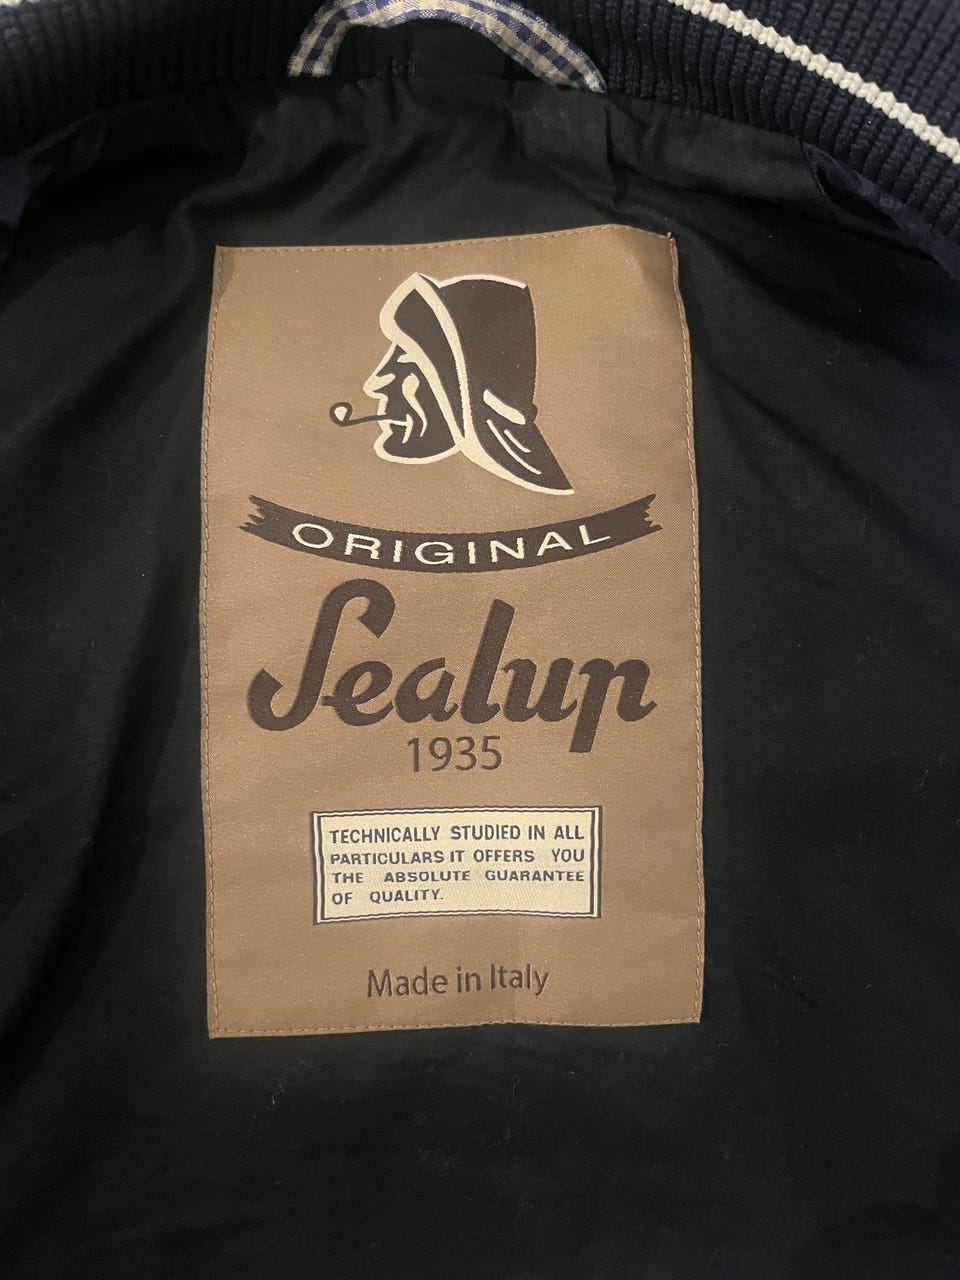 ORIGINAL
Sealup
1935
TECHNICALLY STUDIED IN ALL
PARTICULARS IT OFFERS YOU
THE ABSOLUTE GUARANTEE
OF QUALITY.
Made in Italy